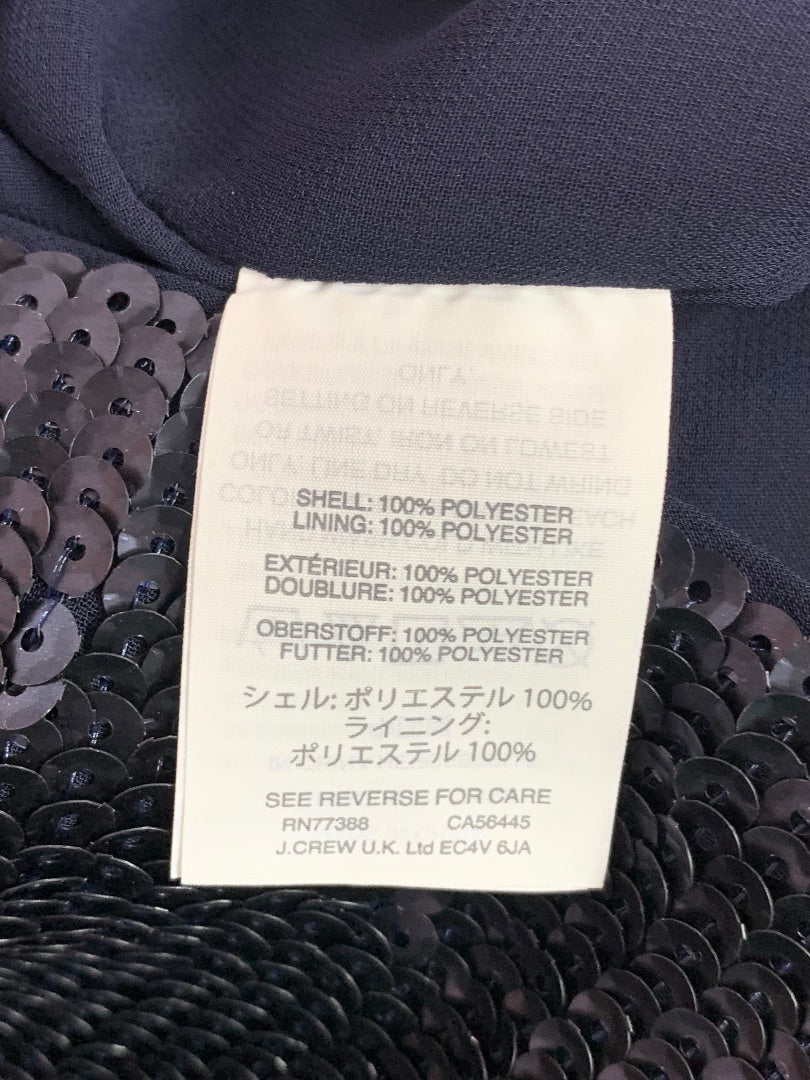 SHELL: 100% POLYESTER
LINING: 100% POLYESTER
EXTÉRIEUR: 100% POLYESTER
DOUBLURE: 100% POLYESTER
OBERSTOFF: 100% POLYESTER
FUTTER: 100% POLYESTER
シェル: ポリエステル 100%
ライニング:
ポリエステル 100%
SEE REVERSE FOR CARE
RN77388 CA56445
J.CREW U.K. Ltd EC4V 6JA